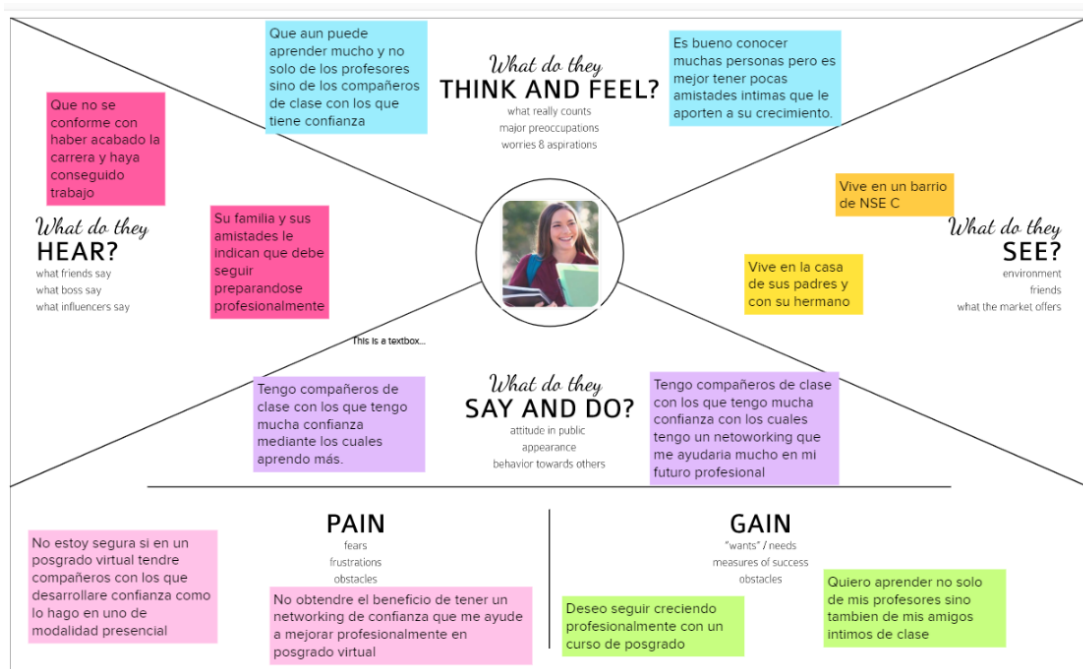 Que aun puede
aprender mucho y no
solo de los profesores
sino de los compañeros
de clase con los que
tiene confianza
What do they
THINK AND FEEL?
what really counts
major preoccupations
worries & aspirations
Es bueno conocer
muchas personas pero es
mejor tener pocas
amistades intimas que le
aporten a su crecimiento.
Que no se
conforme con
haber acabado la
carrera y haya
conseguido
trabajo
What do they
HEAR?
what friends say
what boss say
what influencers say
Su familia y sus
amistades le
indican que debe
seguir
preparandose
profesionalmente
Vive en un barrio
de NSE C
What do they
SEE?
environment
friends
what the market offers
Vive en la casa
de sus padres y
con su hermano
This is a textbox...
Tengo compañeros de
clase con los que tengo
mucha confianza
mediante los cuales
aprendo más.
What do they
SAY AND DO?
attitude in public
appearance
behavior towards others
Tengo compañeros de clase
con los que tengo mucha
confianza con los cuales
tengo un netoworking que
me ayudaria mucho en mi
futuro profesional
PAIN
fears
frustrations
obstacles
No estoy segura si en un
posgrado virtual tendre
compañeros con los que
desarrollare confianza como
lo hago en uno de
modalidad presencial
No obtendre el beneficio de tener un
networking de confianza que me ayude
a mejorar profesionalmente en
posgrado virtual
GAIN
"wants" / needs
measures of success
obstacles
Deseo seguir creciendo
profesionalmente con un
curso de posgrado
Quiero aprender no solo
de mis profesores sino
tambien de mis amigos
intimos de clase